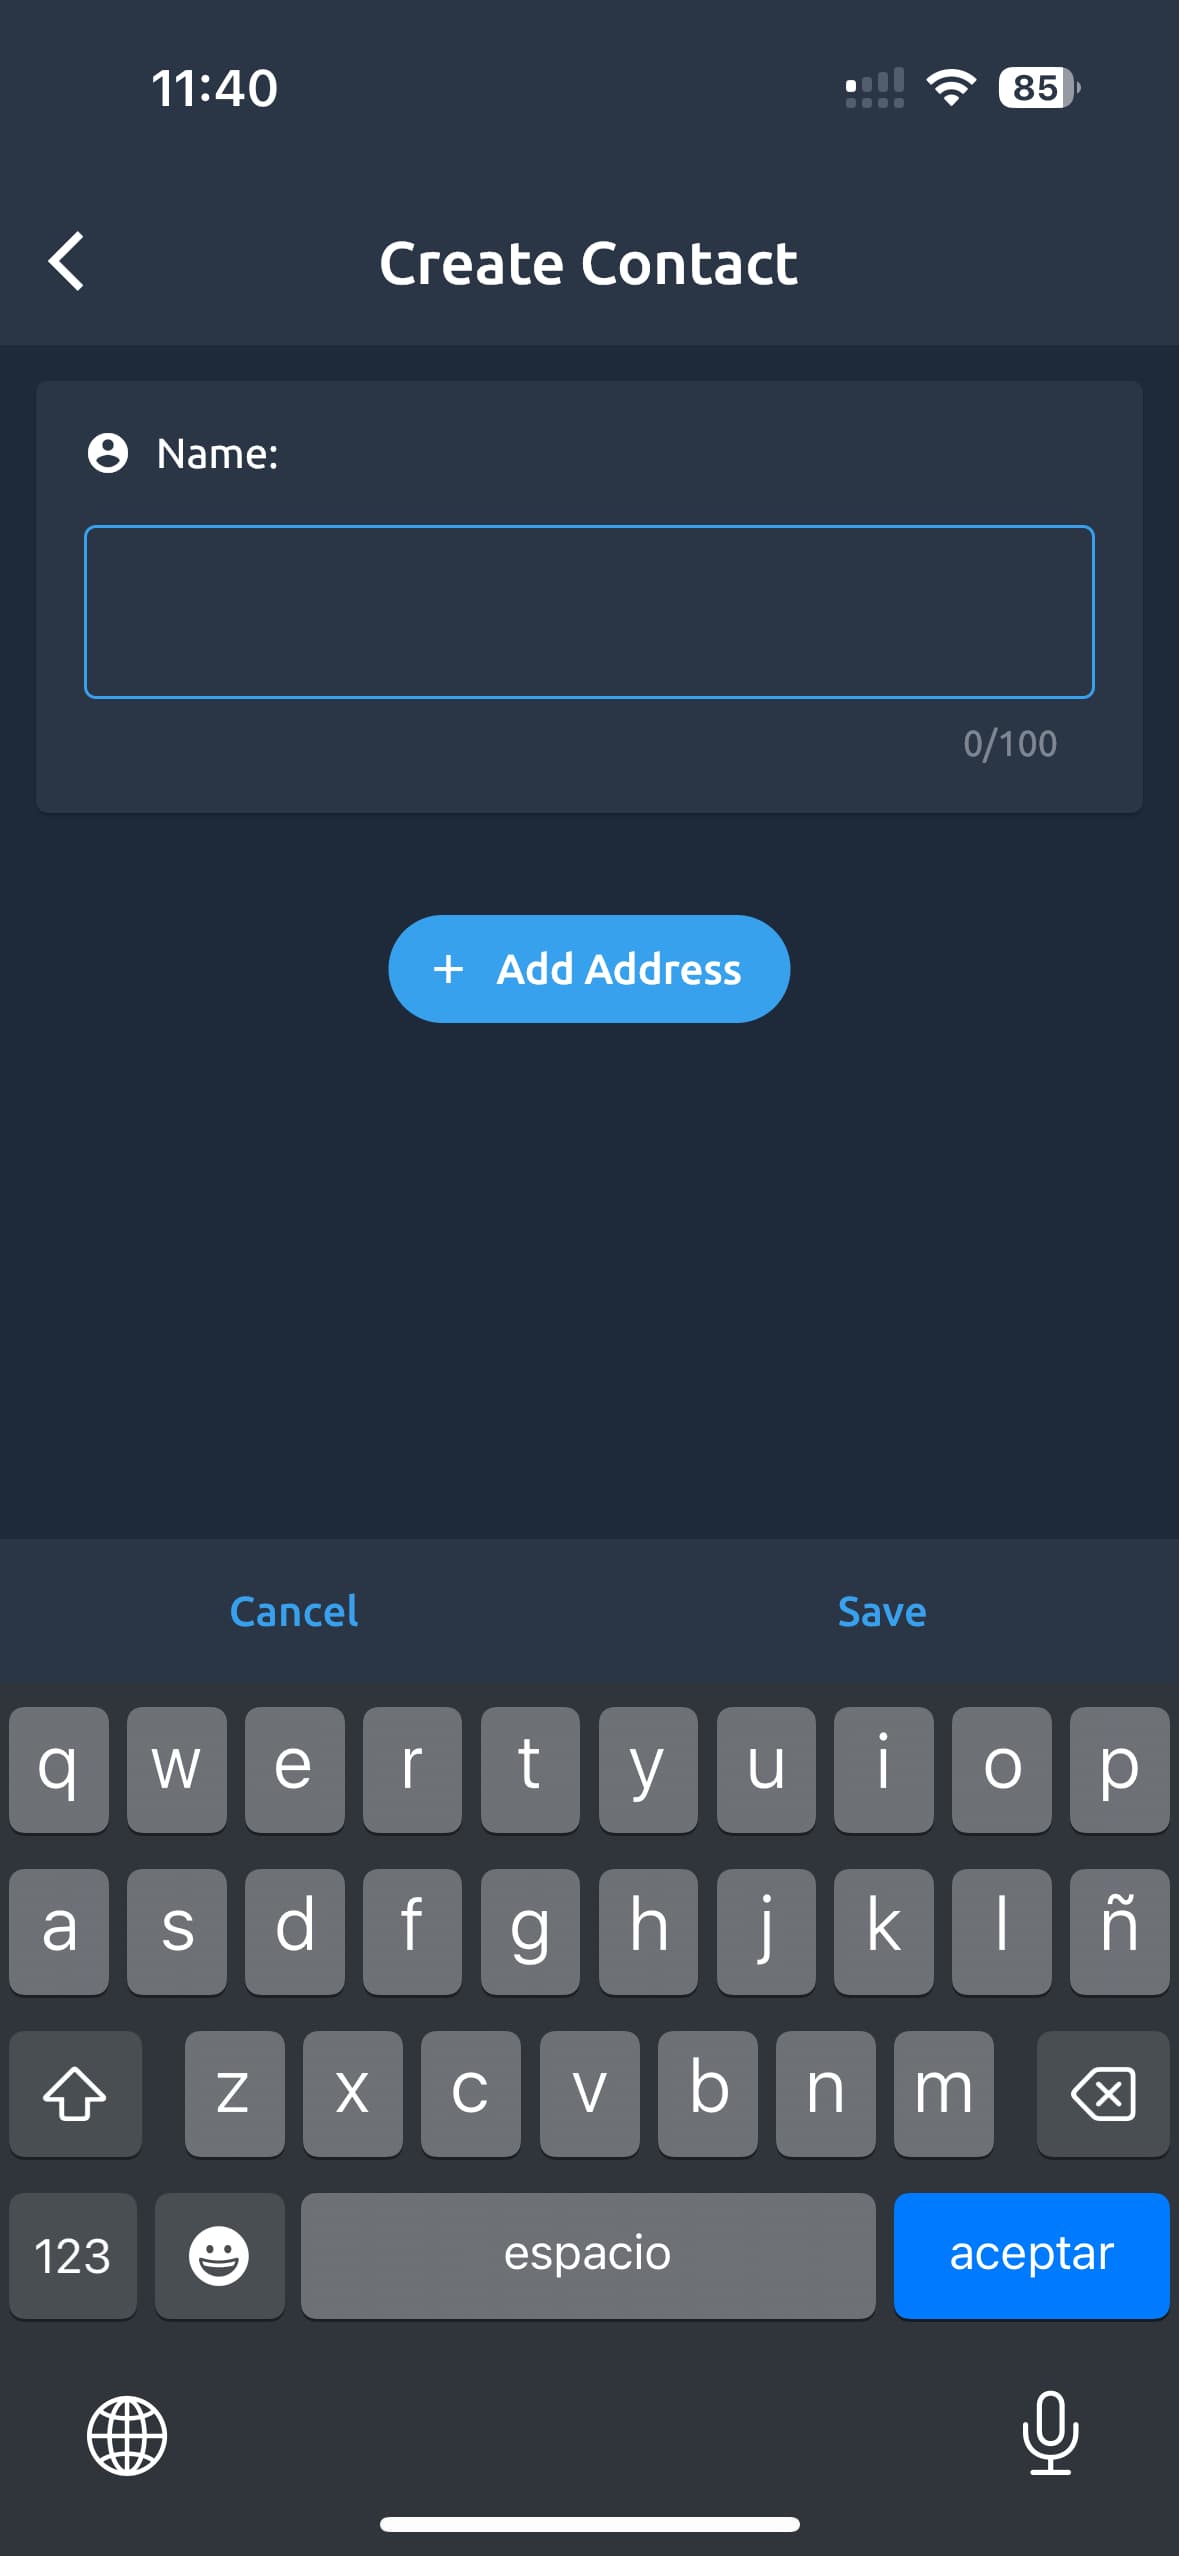 11:40
85
Create Contact
Name:
0/100
+ Add Address
Cancel Save
q w e r t y u i o p
a s d f g h j k l ñ
z x c v b n m
123 espacio aceptar